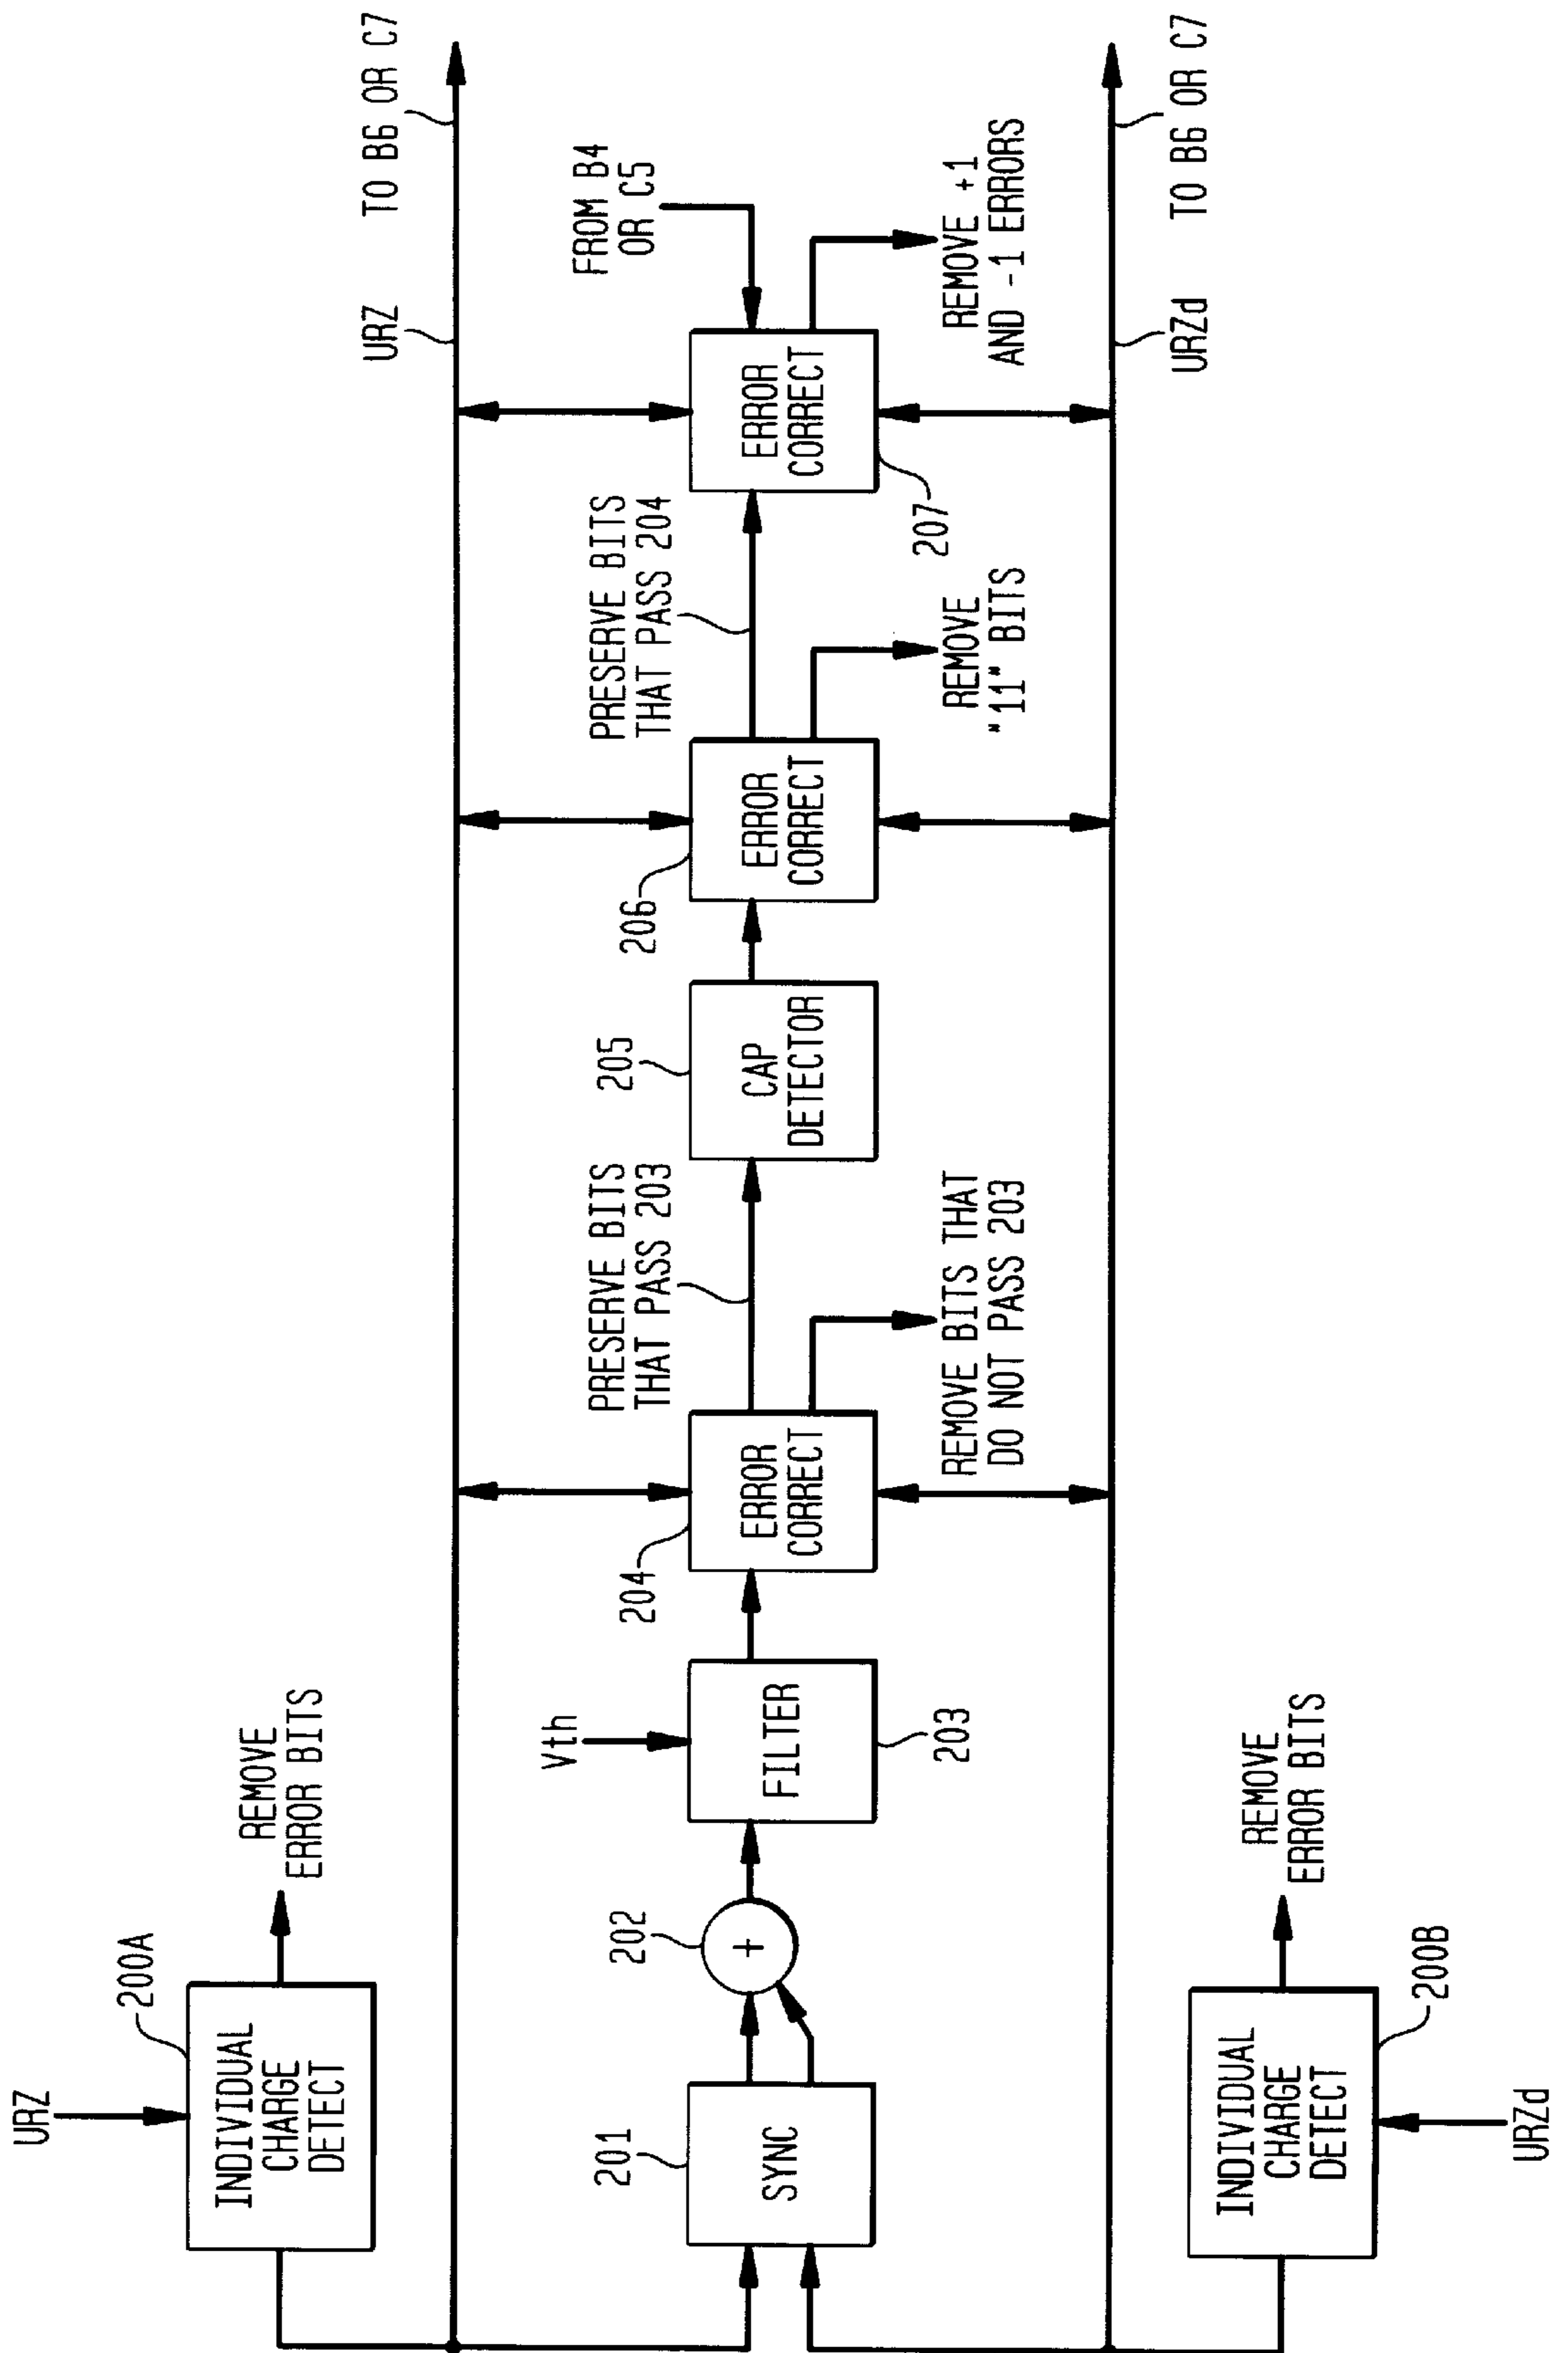 URZ
200A
INDIVIDUAL
CHARGE
DETECT
REMOVE
ERROR BITS
URZ
TO B6 OR C7
201
SYNC
202
+
Vth
FILTER
203
204
ERROR
CORRECT
PRESERVE BITS
THAT PASS 203
REMOVE BITS THAT
DO NOT PASS 203
205
CAP
DETECTOR
206
ERROR
CORRECT
PRESERVE BITS
THAT PASS 204
REMOVE
"11" BITS
FROM B4
OR C5
ERROR
CORRECT
207
REMOVE +1
AND -1 ERRORS
URZd
TO B6 OR C7
INDIVIDUAL
CHARGE
DETECT
200B
URZd
REMOVE
ERROR BITS